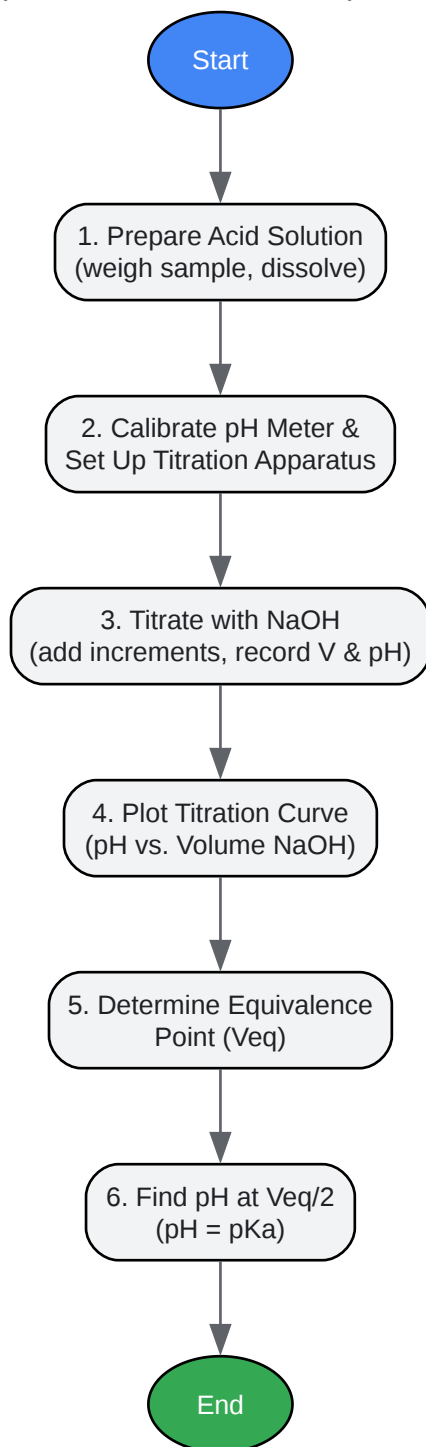 Start
1. Prepare Acid Solution
(weigh sample, dissolve)
2. Calibrate pH Meter &
Set Up Titration Apparatus
3. Titrate with NaOH
(add increments, record V & pH)
4. Plot Titration Curve
(pH vs. Volume NaOH)
5. Determine Equivalence
Point (Veq)
6. Find pH at Veq/2
(pH = pKa)
End